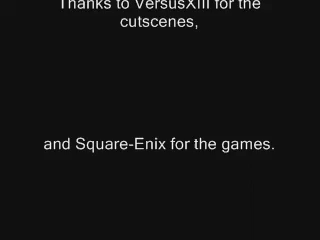 Thanks to VersusXIII for the
cutscenes,
and Square-Enix for the games.